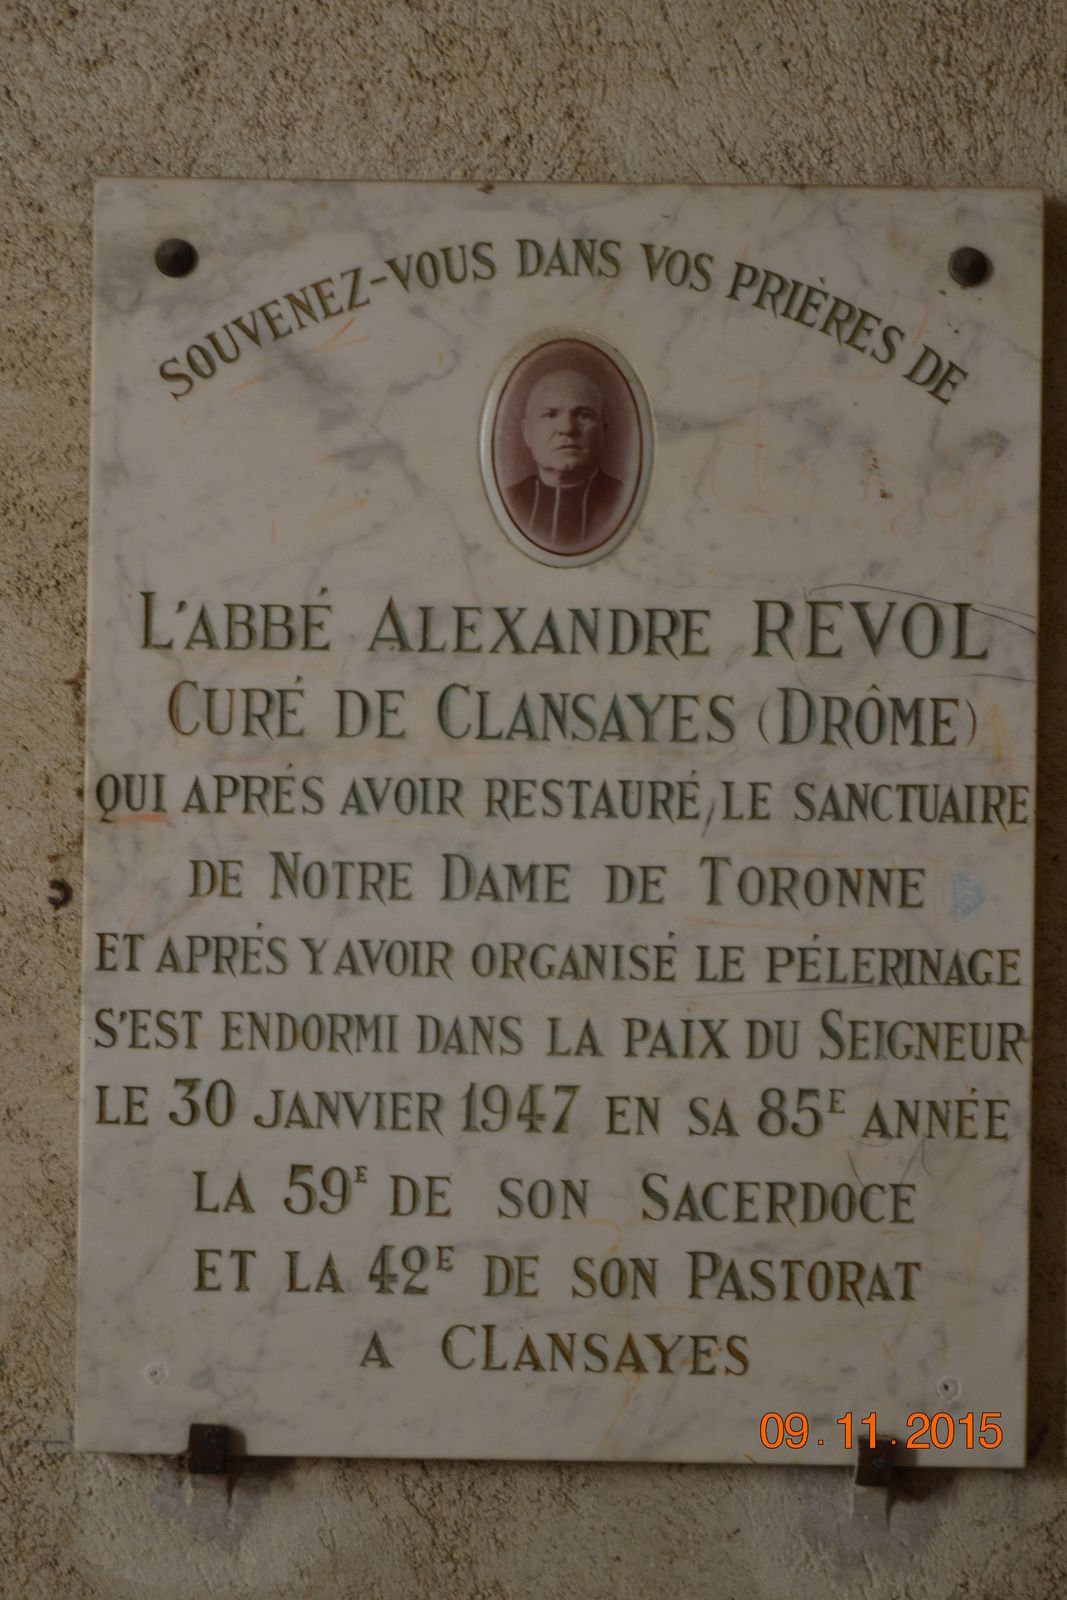 SOUVENEZ-VOUS DANS VOS PRIÈRES DE
L'ABBÉ ALEXANDRE REVOL
CURÉ DE CLANSAYES (DRÔME)
QUI APRÉS AVOIR RESTAURÉ, LE SANCTUAIRE
DE NOTRE DAME DE TORONNE
ET APRÉS Y AVOIR ORGANISÉ LE PÉLERINAGE
S'EST ENDORMI DANS LA PAIX DU SEIGNEUR
LE 30 JANVIER 1947 EN SA 85E ANNÉE
LA 59E DE SON SACERDOCE
ET LA 42E DE SON PASTORAT
A CLANSAYES
09.11.2015